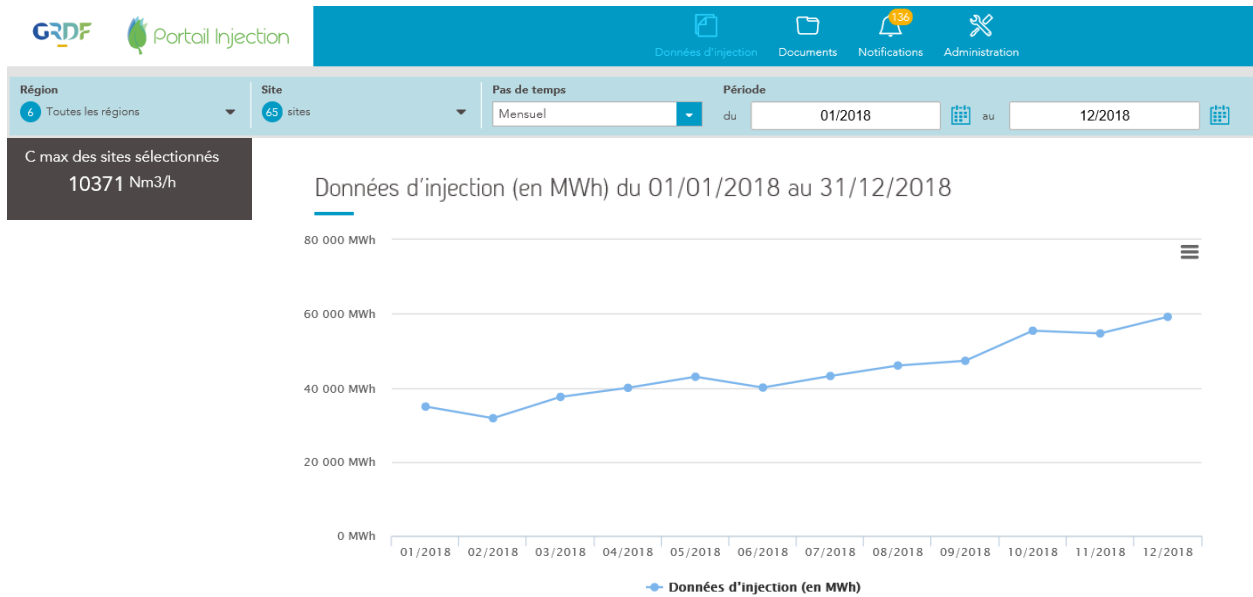 GRDF
Portail Injection
136
Données d'injection
Documents
Notifications
Administration
Région
6 Toutes les régions
Site
65 sites
Pas de temps
Mensuel
Période
du 01/2018 au 12/2018
C max des sites sélectionnés
10371 Nm3/h
Données d'injection (en MWh) du 01/01/2018 au 31/12/2018
80 000 MWh
60 000 MWh
40 000 MWh
20 000 MWh
0 MWh
01/2018 02/2018 03/2018 04/2018 05/2018 06/2018 07/2018 08/2018 09/2018 10/2018 11/2018 12/2018
Données d'injection (en MWh)